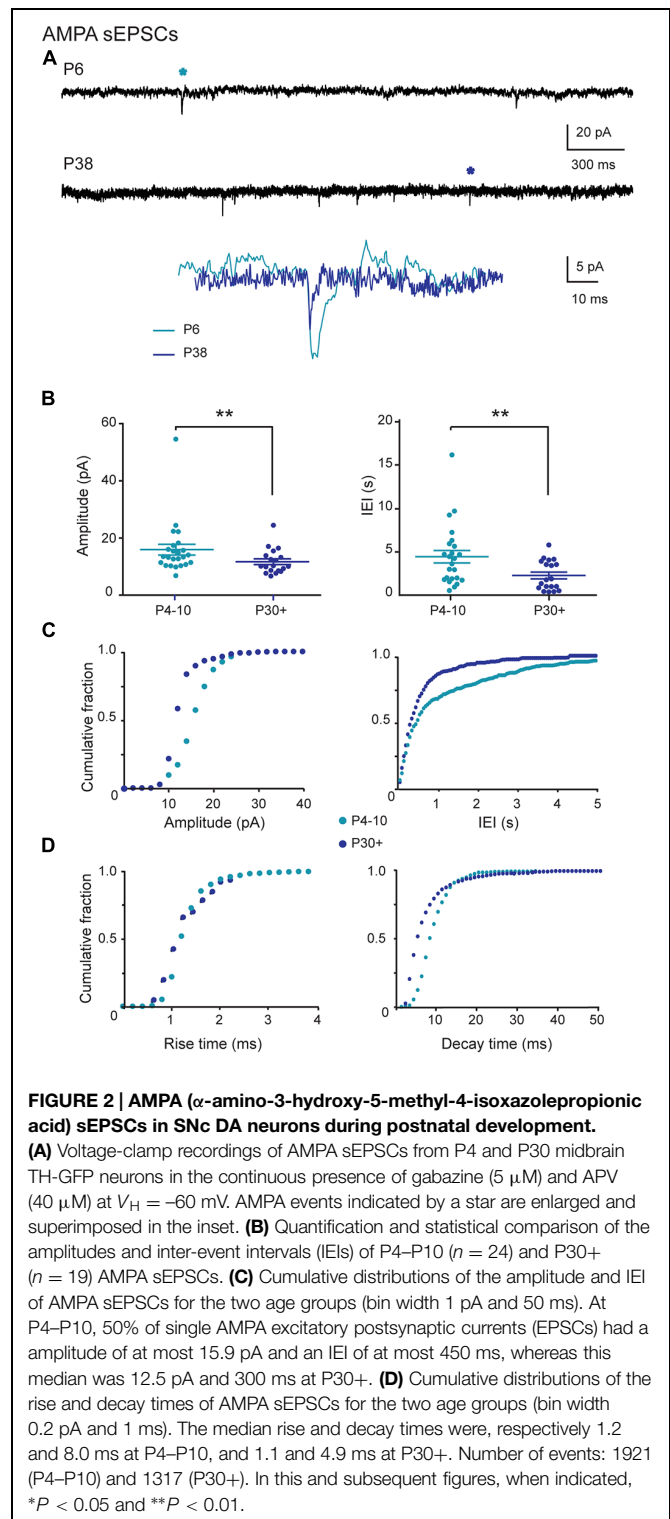 AMPA sEPSCs
A
P6
*
20 pA
300 ms
P38
*
5 pA
10 ms
P6
P38
B
**
**
60
40
20
0
Amplitude (pA)
P4-10
P30+
20
15
10
5
0
IEI (s)
P4-10
P30+
C
1.0
0.5
0
Cumulative fraction
10
20
30
40
Amplitude (pA)
1.0
0.5
0
1
2
3
4
5
IEI (s)
P4-10
P30+
D
1.0
0.5
0
Cumulative fraction
1
2
3
4
Rise time (ms)
1.0
0.5
0
10
20
30
40
50
Decay time (ms)
FIGURE 2 | AMPA (α-amino-3-hydroxy-5-methyl-4-isoxazolepropionic
acid) sEPSCs in SNc DA neurons during postnatal development.
(A) Voltage-clamp recordings of AMPA sEPSCs from P4 and P30 midbrain
TH-GFP neurons in the continuous presence of gabazine (5 μM) and APV
(40 μM) at VH = –60 mV. AMPA events indicated by a star are enlarged and
superimposed in the inset. (B) Quantification and statistical comparison of the
amplitudes and inter-event intervals (IEIs) of P4–P10 (n = 24) and P30+
(n = 19) AMPA sEPSCs. (C) Cumulative distributions of the amplitude and IEI
of AMPA sEPSCs for the two age groups (bin width 1 pA and 50 ms). At
P4–P10, 50% of single AMPA excitatory postsynaptic currents (EPSCs) had a
amplitude of at most 15.9 pA and an IEI of at most 450 ms, whereas this
median was 12.5 pA and 300 ms at P30+. (D) Cumulative distributions of the
rise and decay times of AMPA sEPSCs for the two age groups (bin width
0.2 pA and 1 ms). The median rise and decay times were, respectively 1.2
and 8.0 ms at P4–P10, and 1.1 and 4.9 ms at P30+. Number of events: 1921
(P4–P10) and 1317 (P30+). In this and subsequent figures, when indicated,
*P < 0.05 and **P < 0.01.